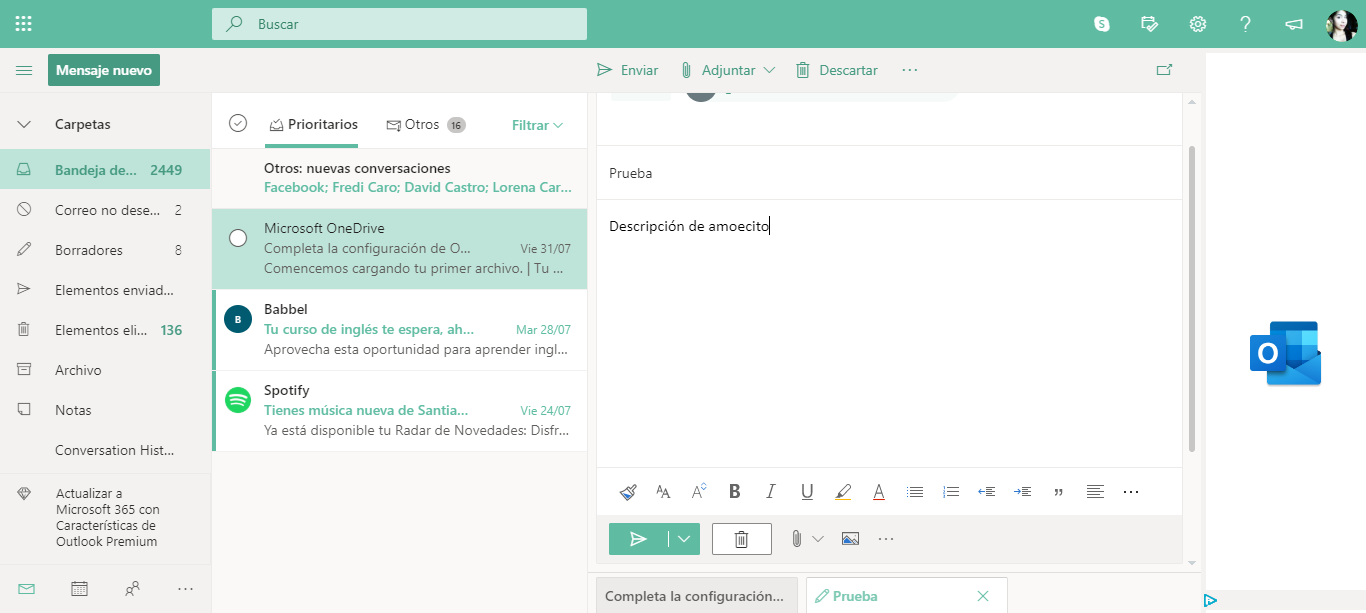 Buscar
Mensaje nuevo
Enviar
Adjuntar
Descartar
Carpetas
Bandeja de... 2449
Correo no dese... 2
Borradores 8
Elementos enviad...
Elementos eli... 136
Archivo
Notas
Conversation Hist...
Actualizar a
Microsoft 365 con
Características de
Outlook Premium
Prioritarios
Otros 16
Filtrar
Otros: nuevas conversaciones
Facebook; Fredi Caro; David Castro; Lorena Car...
Microsoft OneDrive
Completa la configuración de O... Vie 31/07
Comencemos cargando tu primer archivo. | Tu ...
B
Babbel
Tu curso de inglés te espera, ah... Mar 28/07
Aprovecha esta oportunidad para aprender ingl...
Spotify
Tienes música nueva de Santia... Vie 24/07
Ya está disponible tu Radar de Novedades: Disfr...
Prueba
Descripción de amoecito
Completa la configuración...
Prueba